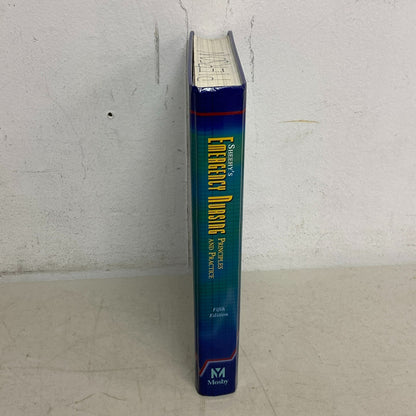 SHEEHY'S
EMERGENCY NURSING
PRINCIPLES
AND PRACTICE
Fifth
Edition
M
Mosby